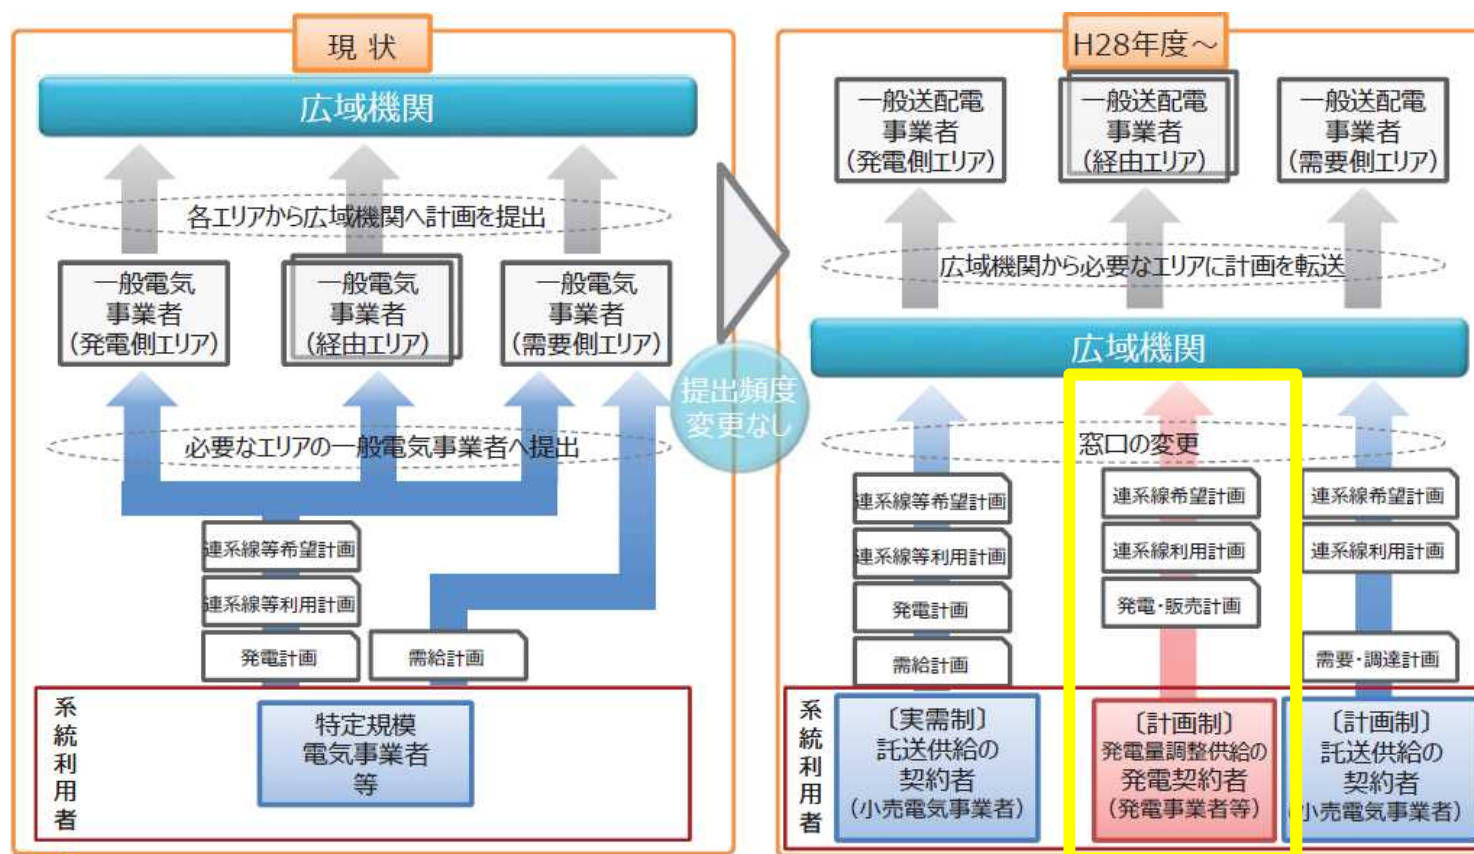 現 状
広域機関
各エリアから広域機関へ計画を提出
一般電気
事業者
（発電側エリア）
一般電気
事業者
（経由エリア）
一般電気
事業者
（需要側エリア）
必要なエリアの一般電気事業者へ提出
連系線等希望計画
連系線等利用計画
発電計画
需給計画
系統利用者
特定規模
電気事業者
等
提出頻度
変更なし
H28年度～
一般送配電
事業者
（発電側エリア）
一般送配電
事業者
（経由エリア）
一般送配電
事業者
（需要側エリア）
広域機関から必要なエリアに計画を転送
広域機関
窓口の変更
連系線等希望計画
連系線等利用計画
発電計画
需給計画
連系線希望計画
連系線利用計画
発電・販売計画
連系線希望計画
連系線利用計画
需要・調達計画
系統利用者
〔実需制〕
託送供給の
契約者
（小売電気事業者）
〔計画制〕
発電量調整供給の
発電契約者
（発電事業者等）
〔計画制〕
託送供給の
契約者
（小売電気事業者）